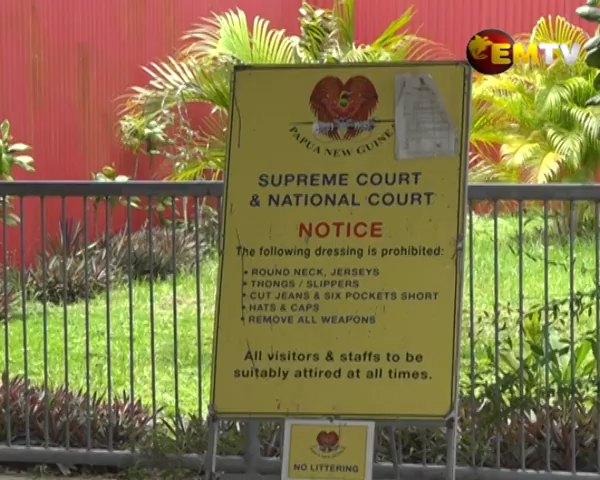 EMTV
PAPUA NEW GUINEA
SUPREME COURT
& NATIONAL COURT
NOTICE
The following dressing is prohibited:
• ROUND NECK, JERSEYS
• THONGS / SLIPPERS
• CUT JEANS & SIX POCKETS SHORT
• HATS & CAPS
• REMOVE ALL WEAPONS
All visitors & staffs to be
suitably attired at all times.
NO LITTERING